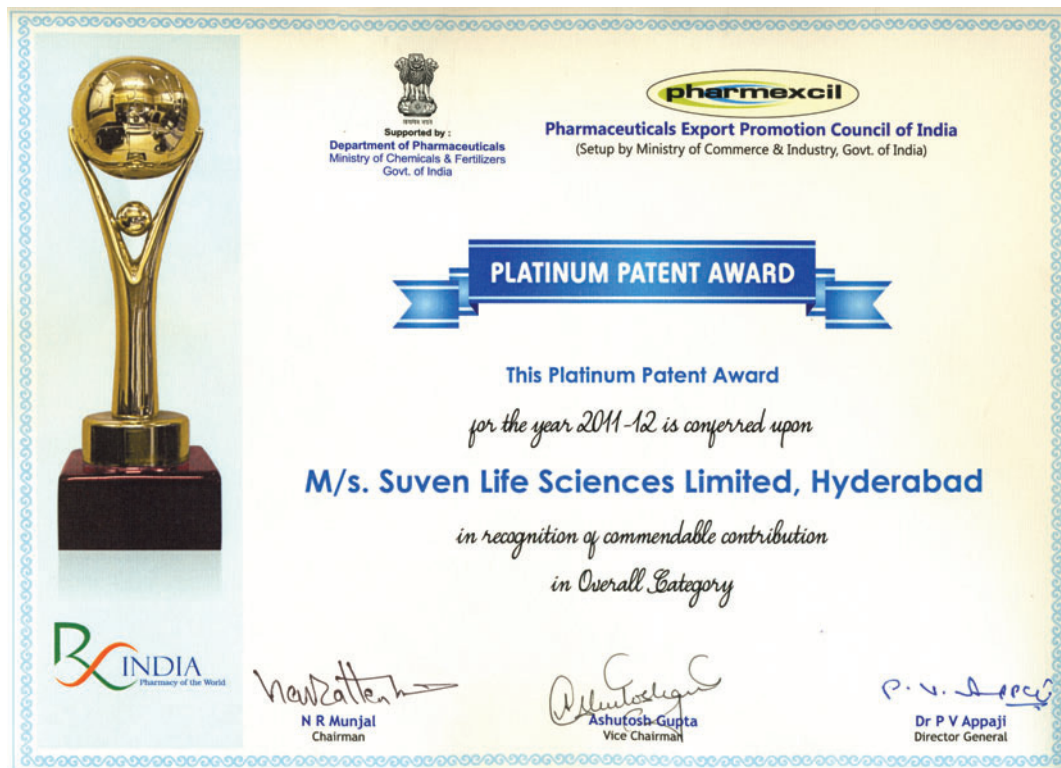 सत्यमेव जयते
Supported by :
Department of Pharmaceuticals
Ministry of Chemicals & Fertilizers
Govt. of India
pharmexcil
Pharmaceuticals Export Promotion Council of India
(Setup by Ministry of Commerce & Industry, Govt. of India)
PLATINUM PATENT AWARD
This Platinum Patent Award
for the year 2011-12 is conferred upon
M/s. Suven Life Sciences Limited, Hyderabad
in recognition of commendable contribution
in Overall Category
Rx INDIA
Pharmacy of the World
P. V. Appaji
N R Munjal
Chairman
Ashutosh Gupta
Vice Chairman
Dr P V Appaji
Director General